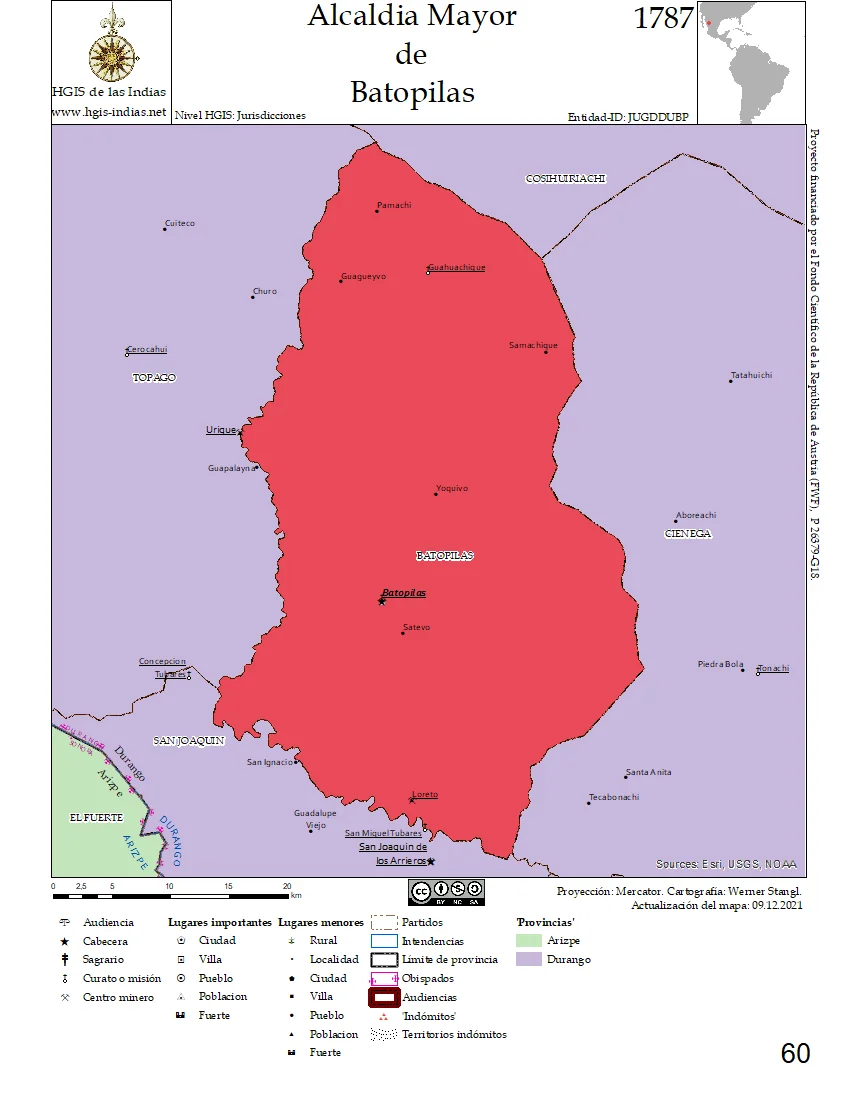 Alcaldia Mayor
de
Batopilas
1787
HGIS de las Indias
www.hgis-indias.net
Nivel HGIS: Jurisdicciones
Entidad-ID: JUGDDUBP
Proyecto financiado por el Fondo Científico de la República de Austria (FWF), P 26379-G18.
COSIHUIRIACHI
Pamachi
Cuiteco
Guahuachique
Guagueyvo
Churo
Samachique
Cerocahui
TOPAGO
Tatahuichi
Urique
Guapalayna
Yoquivo
Aboreachi
CIENEGA
BATOPILAS
Batopilas
Satevo
Concepcion
Tubares
Piedra Bola
Tonachi
DURANGO
SONORA
Durango
Arizpe
SAN JOAQUIN
San Ignacio
Santa Anita
Loreto
Tecabonachi
EL FUERTE
Guadalupe
Viejo
DURANGO
ARIZPE
San Miguel Tubares
San Joaquin de
los Arrieros
Sources: Esri, USGS, NOAA
0 2,5 5 10 15 20
km
CC BY NC SA
Proyección: Mercator. Cartografía: Werner Stangl.
Actualización del mapa: 09.12.2021
Audiencia
Cabecera
Sagrario
Curato o misión
Centro minero
Lugares importantes
Ciudad
Villa
Pueblo
Poblacion
Fuerte
Lugares menores
Rural
Localidad
Ciudad
Villa
Pueblo
Poblacion
Fuerte
Partidos
Intendencias
Límite de provincia
Obispados
Audiencias
'Indómitos'
Territorios indómitos
'Provincias'
Arizpe
Durango
60